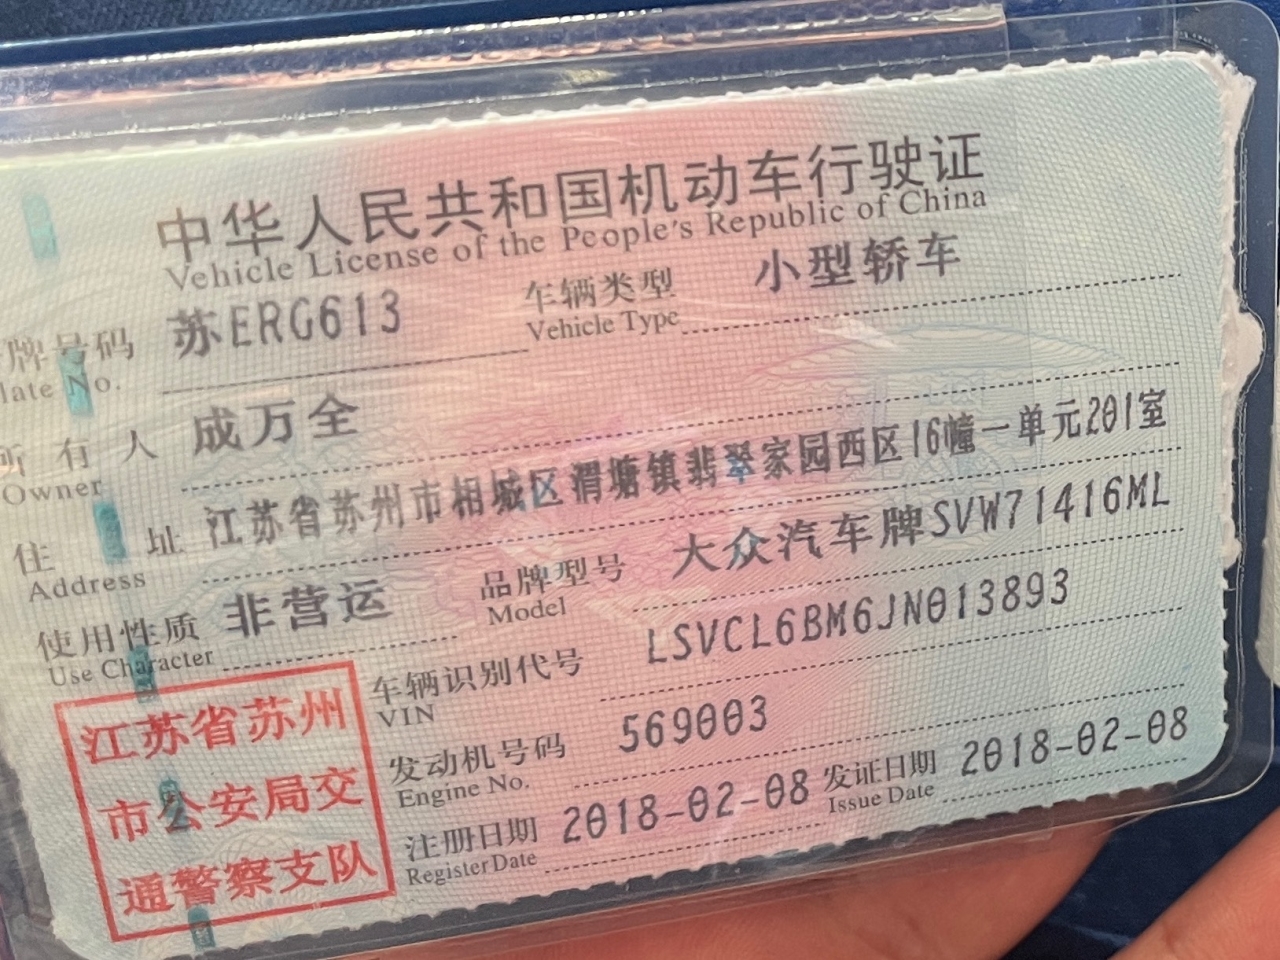 中华人民共和国机动车行驶证
Vehicle License of the People's Republic of China
牌号码 苏ERG613 车辆类型 小型轿车
late No. Vehicle Type
所有人 成万全
Owner
住址 江苏省苏州市相城区渭塘镇翡翠家园西区16幢一单元201室
Address
使用性质 非营运 品牌型号 大众汽车牌SVW71416ML
Use Character Model
车辆识别代号 LSVCL6BM6JN013893
VIN
发动机号码 569003
Engine No.
注册日期 2018-02-08 发证日期 2018-02-08
Register Date Issue Date
江苏省苏州
市公安局交
通警察支队